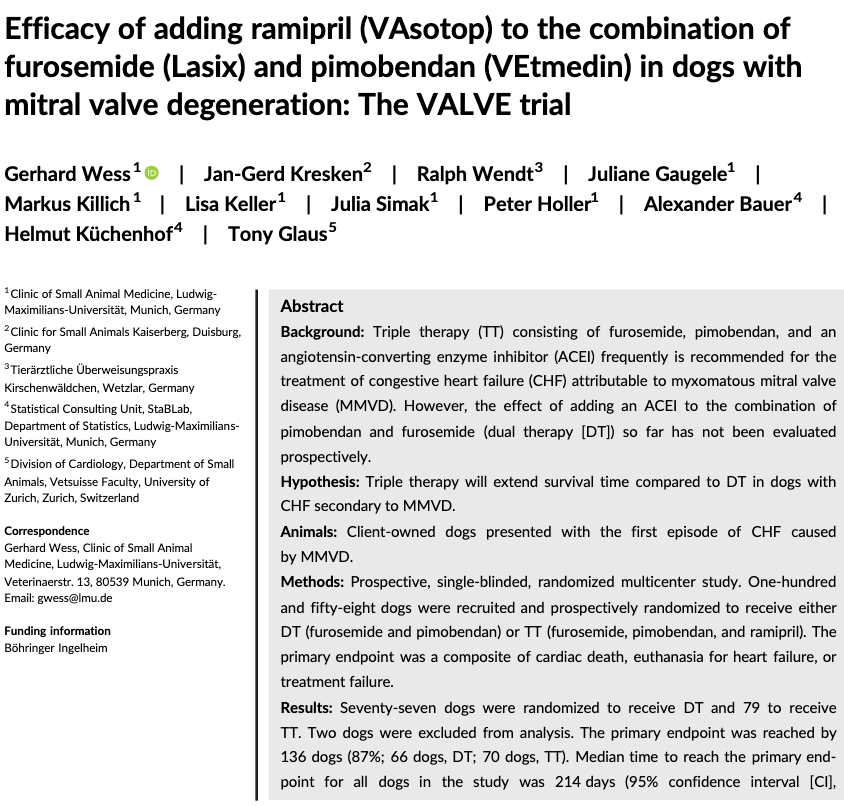 Efficacy of adding ramipril (VAsotop) to the combination of
furosemide (Lasix) and pimobendan (VEtmedin) in dogs with
mitral valve degeneration: The VALVE trial
Gerhard Wess1 iD | Jan-Gerd Kresken2 | Ralph Wendt3 | Juliane Gaugele1 |
Markus Killich1 | Lisa Keller1 | Julia Simak1 | Peter Holler1 | Alexander Bauer4 |
Helmut Küchenhof4 | Tony Glaus5
1Clinic of Small Animal Medicine, Ludwig-
Maximilians-Universität, Munich, Germany
2Clinic for Small Animals Kaiserberg, Duisburg,
Germany
3Tierärztliche Überweisungspraxis
Kirschenwäldchen, Wetzlar, Germany
4Statistical Consulting Unit, StaBLab,
Department of Statistics, Ludwig-Maximilians-
Universität, Munich, Germany
5Division of Cardiology, Department of Small
Animals, Vetsuisse Faculty, University of
Zurich, Zurich, Switzerland
Correspondence
Gerhard Wess, Clinic of Small Animal
Medicine, Ludwig-Maximilians-Universität,
Veterinaerstr. 13, 80539 Munich, Germany.
Email: gwess@lmu.de
Funding information
Böhringer Ingelheim
Abstract
Background: Triple therapy (TT) consisting of furosemide, pimobendan, and an
angiotensin-converting enzyme inhibitor (ACEI) frequently is recommended for the
treatment of congestive heart failure (CHF) attributable to myxomatous mitral valve
disease (MMVD). However, the effect of adding an ACEI to the combination of
pimobendan and furosemide (dual therapy [DT]) so far has not been evaluated
prospectively.
Hypothesis: Triple therapy will extend survival time compared to DT in dogs with
CHF secondary to MMVD.
Animals: Client-owned dogs presented with the first episode of CHF caused
by MMVD.
Methods: Prospective, single-blinded, randomized multicenter study. One-hundred
and fifty-eight dogs were recruited and prospectively randomized to receive either
DT (furosemide and pimobendan) or TT (furosemide, pimobendan, and ramipril). The
primary endpoint was a composite of cardiac death, euthanasia for heart failure, or
treatment failure.
Results: Seventy-seven dogs were randomized to receive DT and 79 to receive
TT. Two dogs were excluded from analysis. The primary endpoint was reached by
136 dogs (87%; 66 dogs, DT; 70 dogs, TT). Median time to reach the primary end-
point for all dogs in the study was 214 days (95% confidence interval [CI],